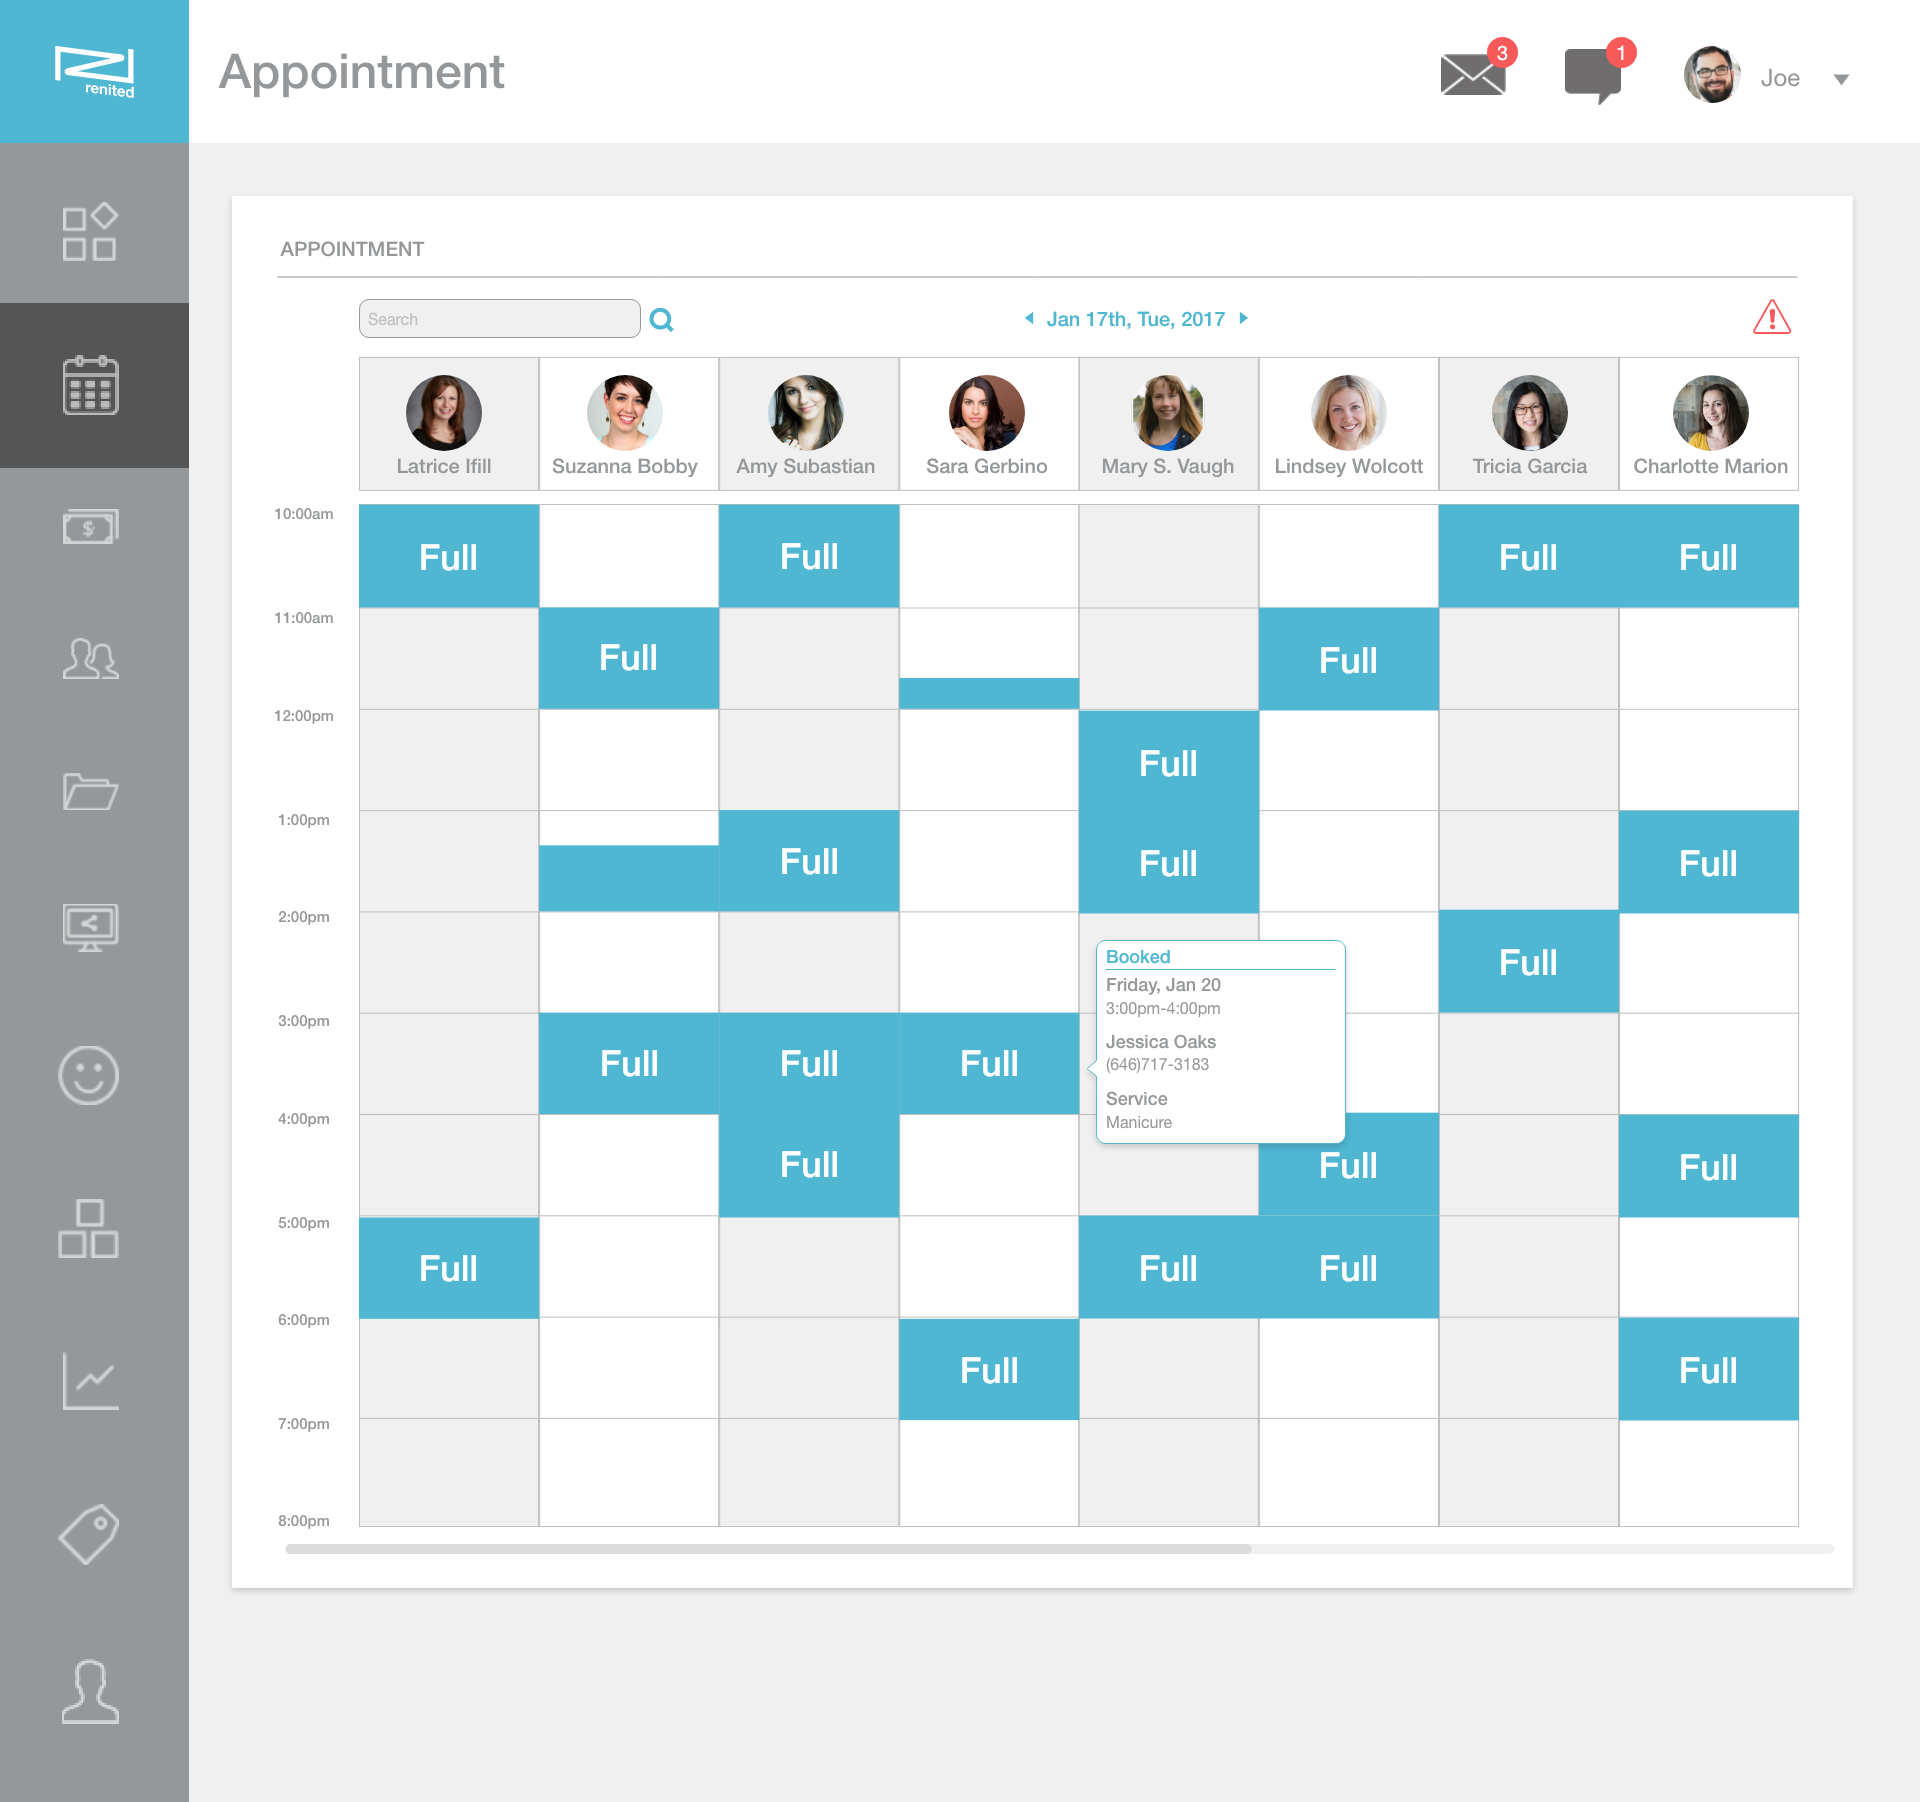 renited
Appointment
3
1
Joe
APPOINTMENT
Search
Jan 17th, Tue, 2017
Latrice Ifill
Suzanna Bobby
Amy Subastian
Sara Gerbino
Mary S. Vaugh
Lindsey Wolcott
Tricia Garcia
Charlotte Marion
10:00am
Full
Full
Full
Full
11:00am
Full
Full
12:00pm
Full
1:00pm
Full
Full
Full
2:00pm
Full
Booked
Friday, Jan 20
3:00pm-4:00pm
Jessica Oaks
(646)717-3183
Service
Manicure
3:00pm
Full
Full
Full
4:00pm
Full
Full
Full
5:00pm
Full
Full
Full
6:00pm
Full
Full
7:00pm
8:00pm